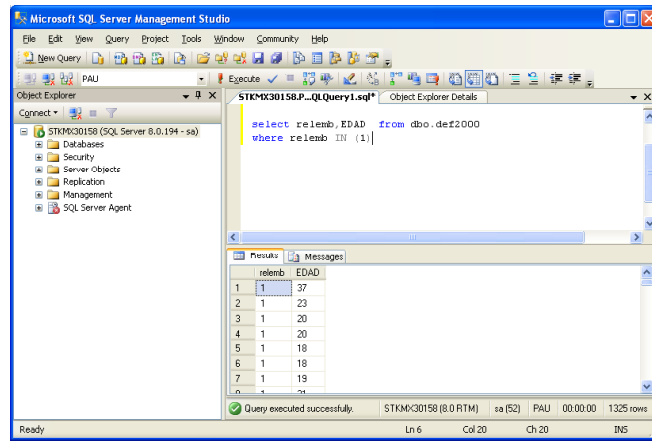 Microsoft SQL Server Management Studio
File Edit View Query Project Tools Window Community Help
New Query
PAU Execute
Object Explorer
STKMX30158.P...QLQuery1.sql* Object Explorer Details
Connect
select relemb,EDAD from dbo.def2000
where relemb IN (1)
STKMX30158 (SQL Server 8.0.194 - sa)
Databases
Security
Server Objects
Replication
Management
SQL Server Agent
Results Messages
relemb EDAD
1 1 37
2 1 23
3 1 20
4 1 20
5 1 18
6 1 18
7 1 19
Query executed successfully. STKMX30158 (8.0 RTM) sa (52) PAU 00:00:00 1325 rows
Ready Ln 6 Col 20 Ch 20 INS